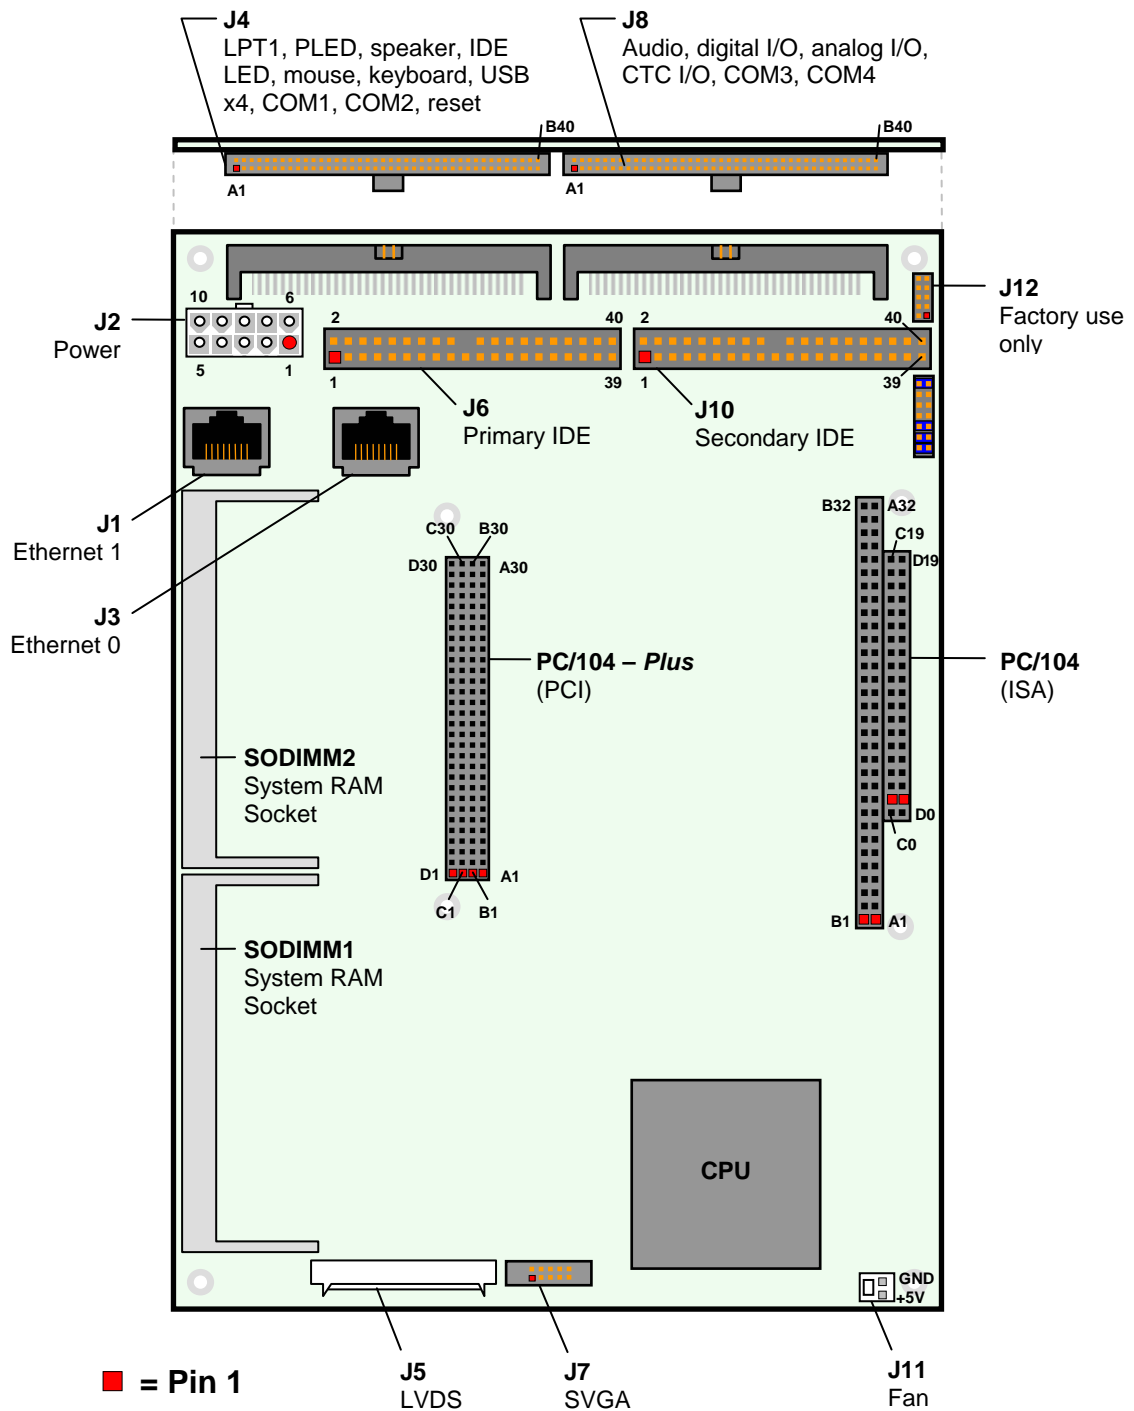 J4
LPT1, PLED, speaker, IDE
LED, mouse, keyboard, USB
x4, COM1, COM2, reset
J8
Audio, digital I/O, analog I/O,
CTC I/O, COM3, COM4
B40
B40
A1
A1
J12
Factory use
only
10
6
J2
Power
5
1
2
40
1
39
2
40
1
39
J6
Primary IDE
J10
Secondary IDE
J1
Ethernet 1
J3
Ethernet 0
C30
B30
D30
A30
B32
A32
C19
D19
PC/104 – Plus
(PCI)
PC/104
(ISA)
SODIMM2
System RAM
Socket
D0
C0
D1
A1
C1
B1
B1
A1
SODIMM1
System RAM
Socket
CPU
GND
+5V
J5
LVDS
J7
SVGA
J11
Fan
= Pin 1